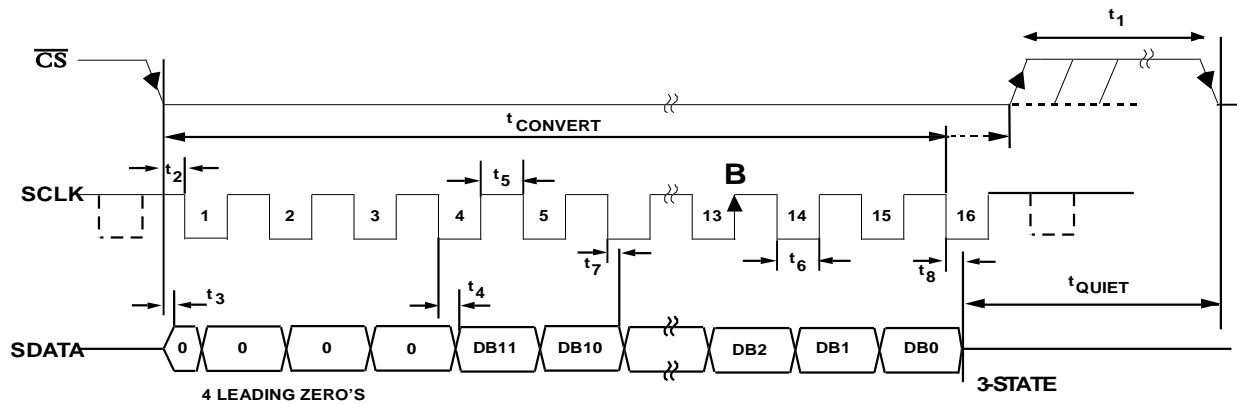 t1
CS
tCONVERT
t2
t5
B
SCLK
1 2 3 4 5 13 14 15 16
t7
t6
t8
t3
t4
tQUIET
SDATA
0 0 0 0 DB11 DB10 DB2 DB1 DB0
4 LEADING ZERO'S
3-STATE